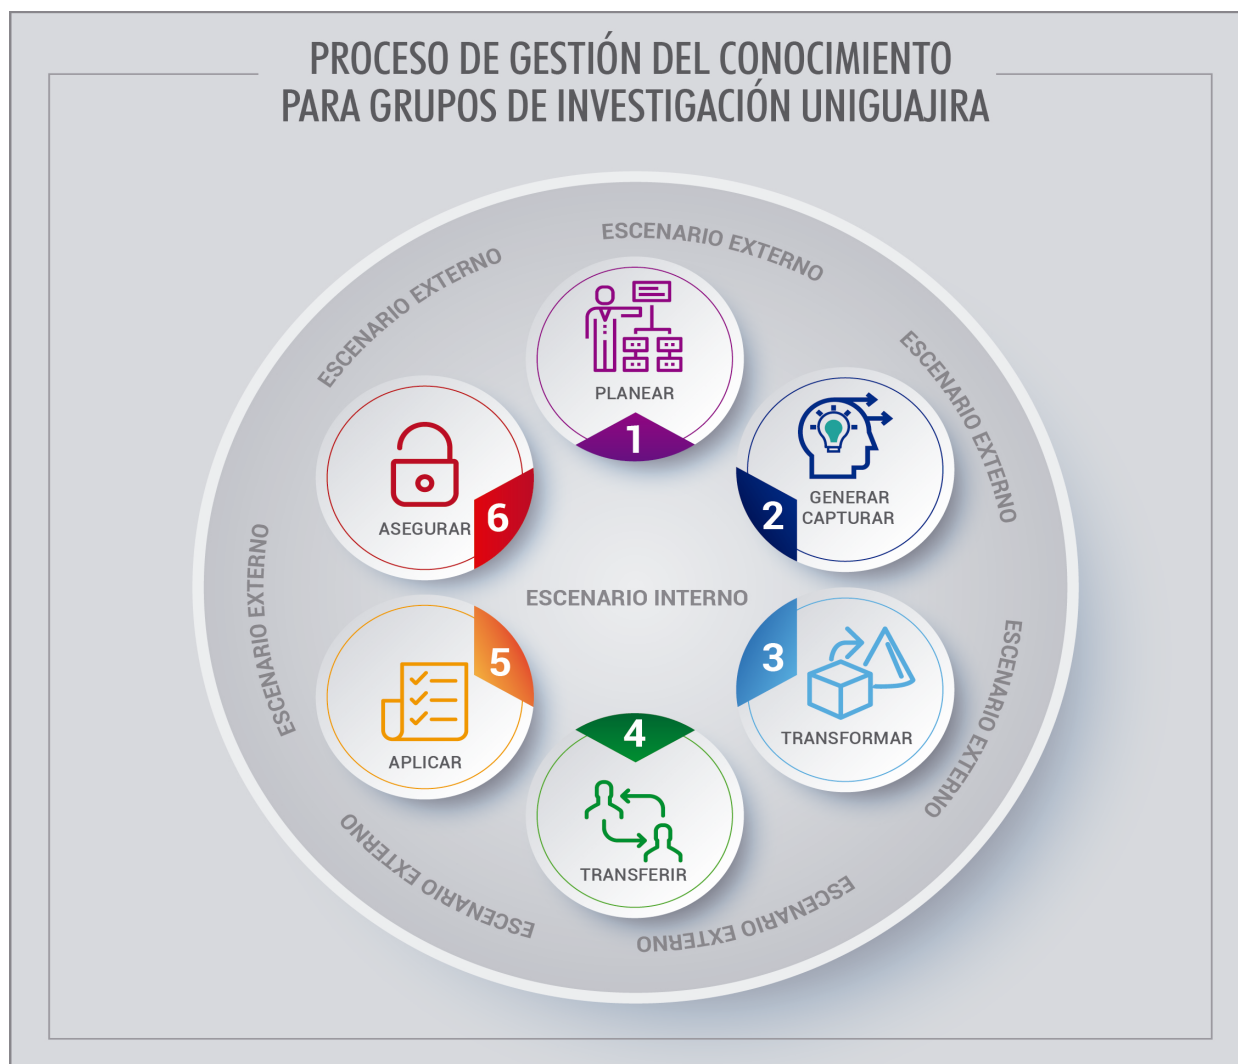 PROCESO DE GESTIÓN DEL CONOCIMIENTO
PARA GRUPOS DE INVESTIGACIÓN UNIGUAJIRA
ESCENARIO EXTERNO
ESCENARIO EXTERNO
ESCENARIO EXTERNO
ESCENARIO EXTERNO
ESCENARIO EXTERNO
ESCENARIO EXTERNO
ESCENARIO EXTERNO
PLANEAR
1
GENERAR
CAPTURAR
2
3
TRANSFORMAR
4
TRANSFERIR
5
APLICAR
ASEGURAR
6
ESCENARIO INTERNO